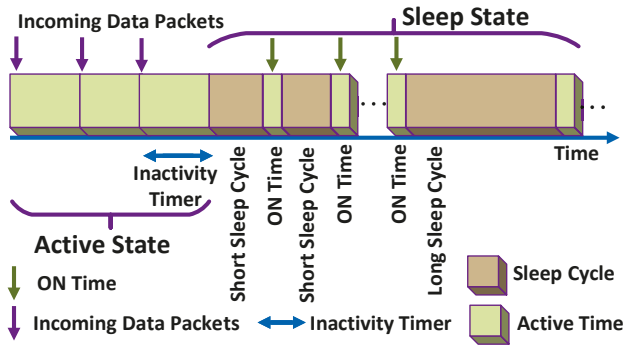 Incoming Data Packets
Sleep State
...
...
Time
Inactivity
Timer
Active State
Short Sleep Cycle
ON Time
Short Sleep Cycle
ON Time
ON Time
Long Sleep Cycle
ON Time
Sleep Cycle
Incoming Data Packets
Inactivity Timer
Active Time